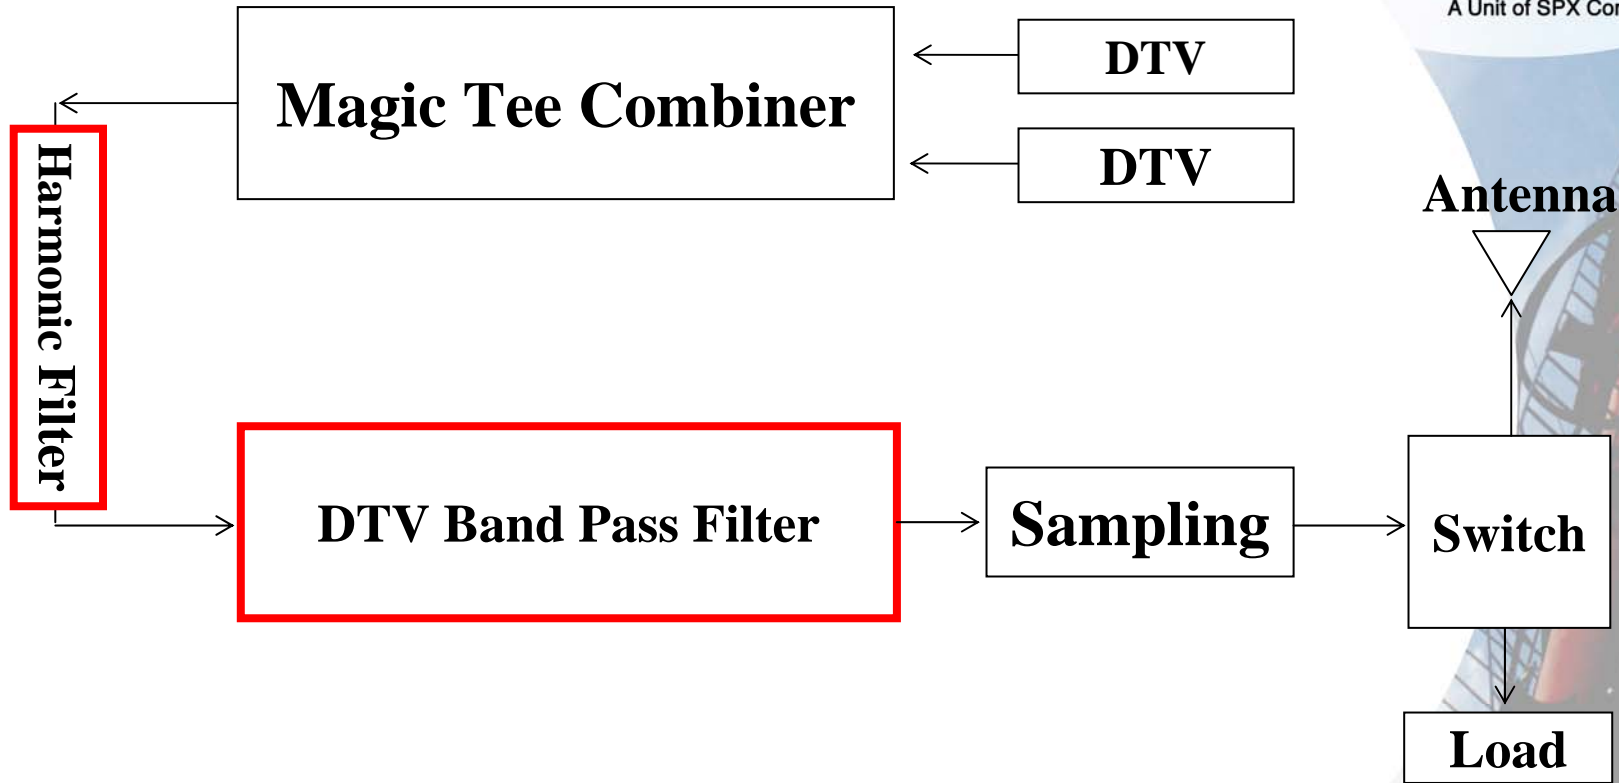 A Unit of SPX
DTV
Magic Tee Combiner
DTV
Harmonic Filter
Antenna
DTV Band Pass Filter
Sampling
Switch
Load